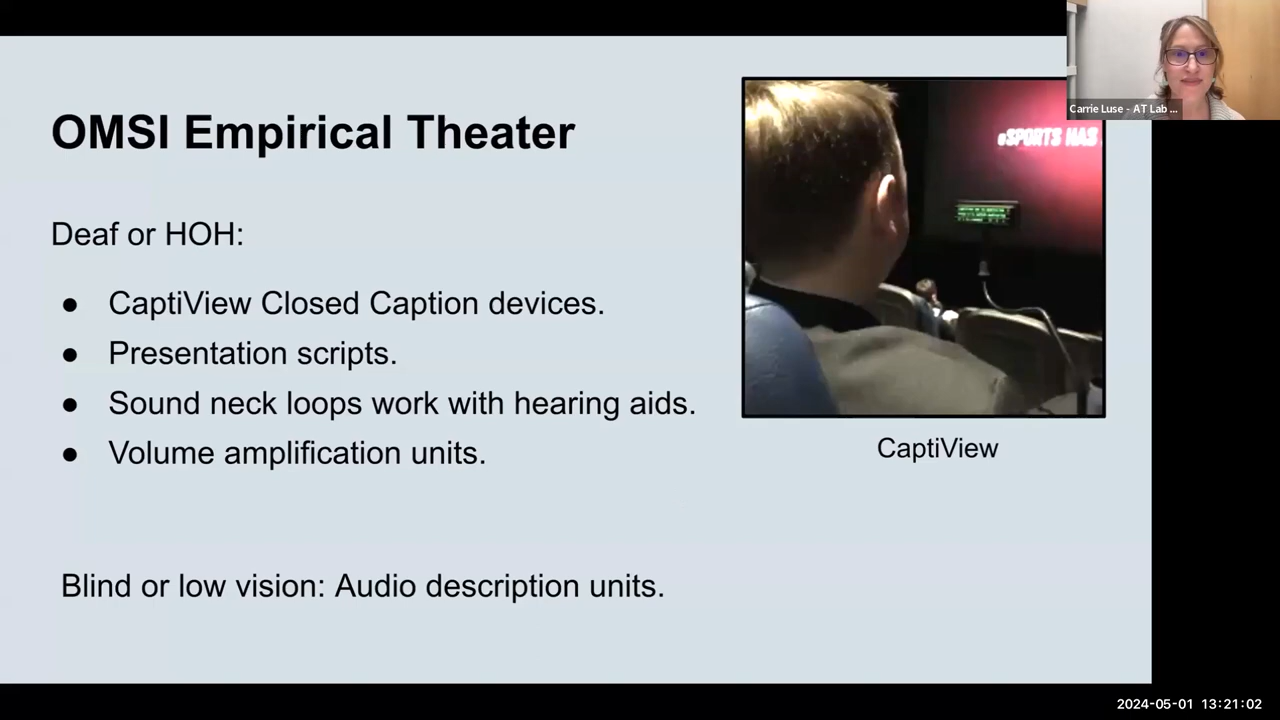 OMSI Empirical Theater
Deaf or HOH:
● CaptiView Closed Caption devices.
● Presentation scripts.
● Sound neck loops work with hearing aids.
● Volume amplification units.
Blind or low vision: Audio description units.
eSPORTS HAS
CaptiView
Carrie Luse - AT Lab ...
2024-05-01 13:21:02